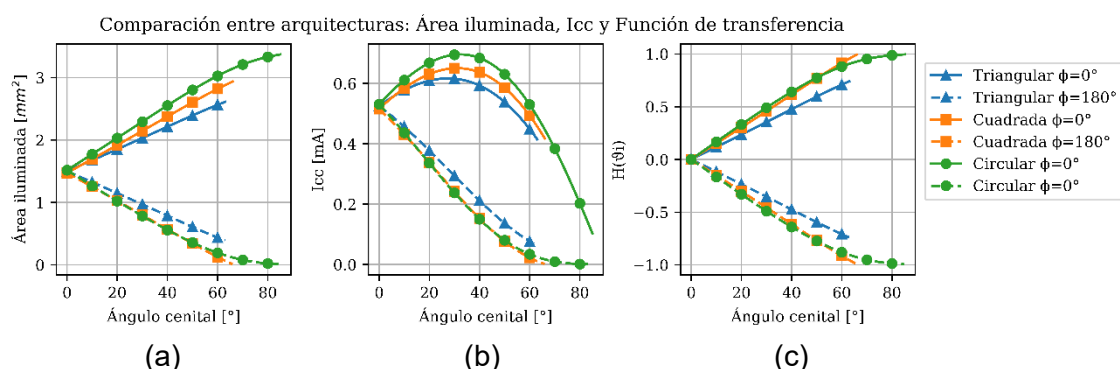 Comparación entre arquitecturas: Área iluminada, Icc y Función de transferencia
Área iluminada [mm²]
3
2
1
0
0 20 40 60 80
Ángulo cenital [°]
(a)
Icc [mA]
0.6
0.4
0.2
0.0
0 20 40 60 80
Ángulo cenital [°]
(b)
H(ϑi)
1.0
0.5
0.0
−0.5
−1.0
0 20 40 60 80
Ángulo cenital [°]
(c)
Triangular ϕ=0°
Triangular ϕ=180°
Cuadrada ϕ=0°
Cuadrada ϕ=180°
Circular ϕ=0°
Circular ϕ=0°